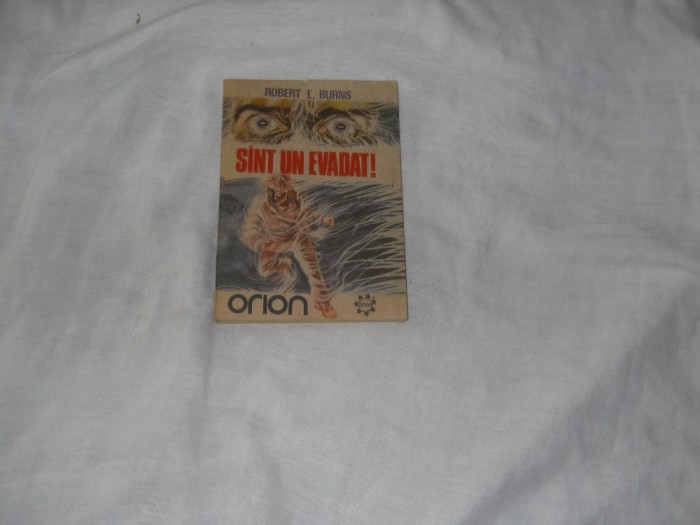 ROBERT E. BURNS
SÎNT UN EVADAT!
orion